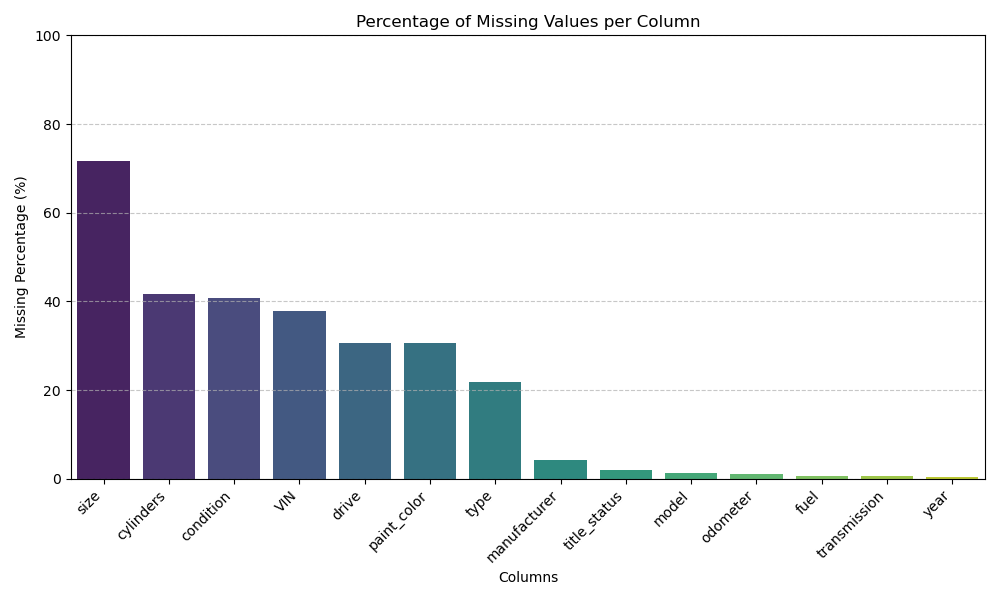 Percentage of Missing Values per Column
Missing Percentage (%)
100
80
60
40
20
0
size
cylinders
condition
VIN
drive
paint_color
type
manufacturer
title_status
model
odometer
fuel
transmission
year
Columns